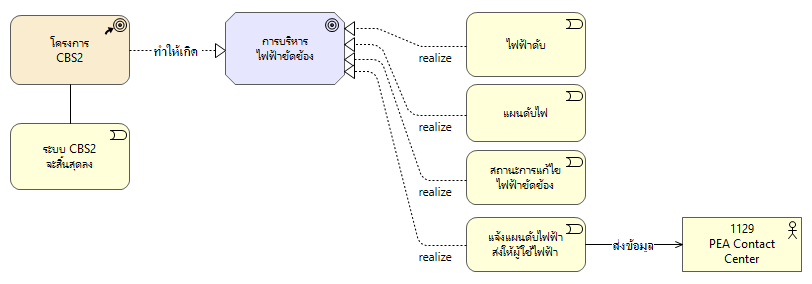 โครงการ
CBS2
ทำให้เกิด
การบริหาร
ไฟฟ้าขัดข้อง
realize
ไฟฟ้าดับ
realize
แผนดับไฟ
ระบบ CBS2
จะสิ้นสุดลง
realize
สถานะการแก้ไข
ไฟฟ้าขัดข้อง
realize
แจ้งแผนดับไฟฟ้า
ส่งให้ผู้ใช้ไฟฟ้า
ส่งข้อมูล
1129
PEA Contact
Center